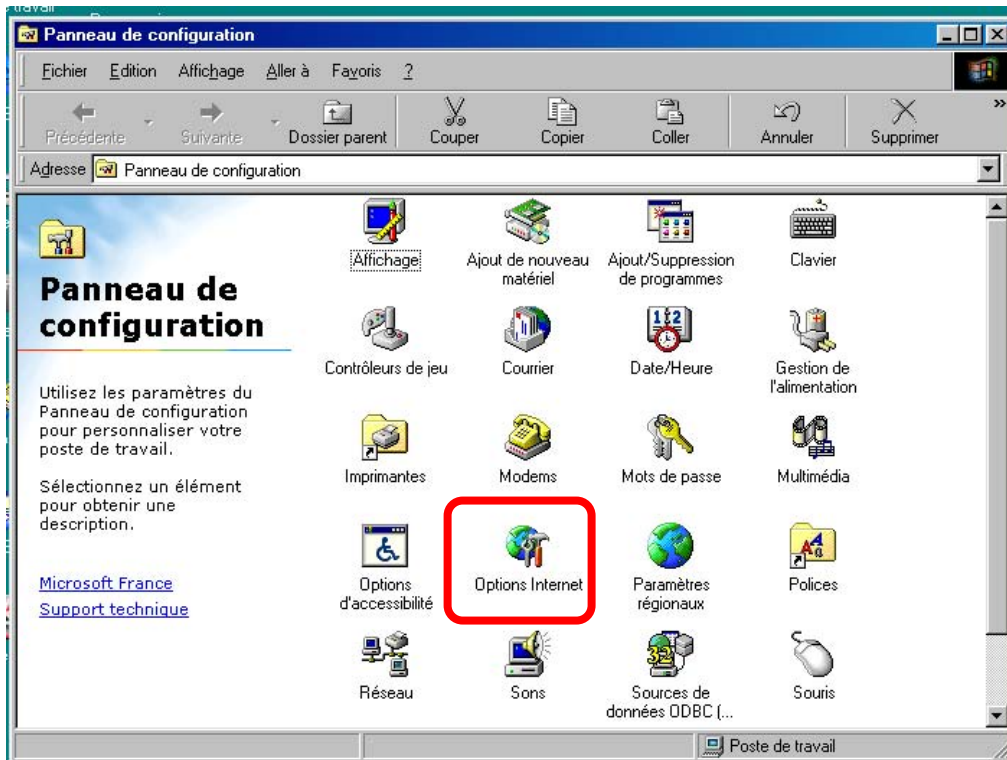 travail
Panneau de configuration
Fichier Edition Affichage Aller à Favoris ?
Précédente Suivante Dossier parent Couper Copier Coller Annuler Supprimer »
Adresse Panneau de configuration
Panneau de
configuration
Utilisez les paramètres du
Panneau de configuration
pour personnaliser votre
poste de travail.
Sélectionnez un élément
pour obtenir une
description.
Microsoft France
Support technique
Affichage
Ajout de nouveau
matériel
Ajout/Suppression
de programmes
Clavier
Contrôleurs de jeu
Courrier
Date/Heure
Gestion de
l'alimentation
Imprimantes
Modems
Mots de passe
Multimédia
Options
d'accessibilité
Options Internet
Paramètres
régionaux
Polices
Réseau
Sons
Sources de
données ODBC (...
Souris
Poste de travail